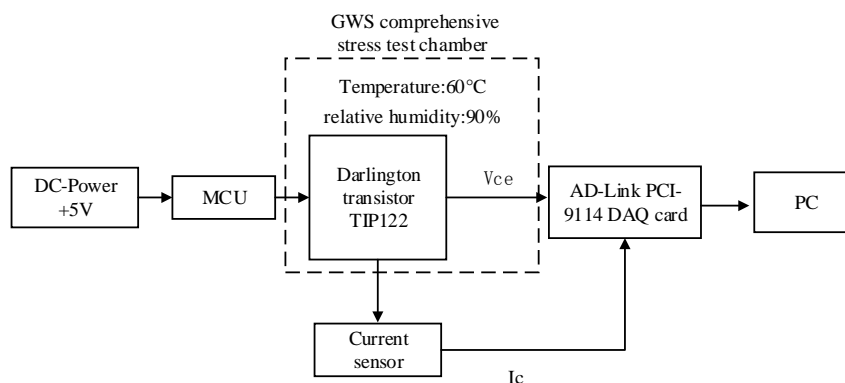 GWS comprehensive
stress test chamber
Temperature:60°C
relative humidity:90%
DC-Power
+5V
MCU
Darlington
transistor
TIP122
Vce
AD-Link PCI-
9114 DAQ card
PC
Current
sensor
Ic